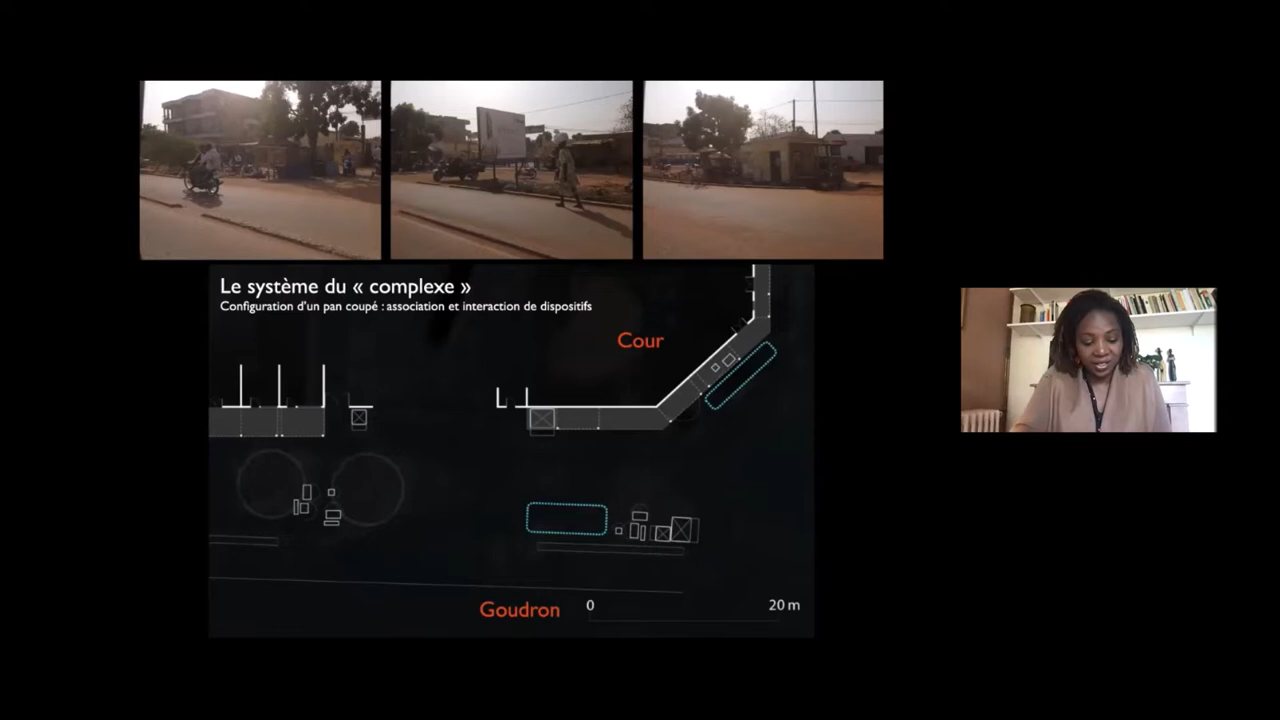 Le système du « complexe »
Configuration d'un pan coupé : association et interaction de dispositifs
Cour
Goudron
0
20 m